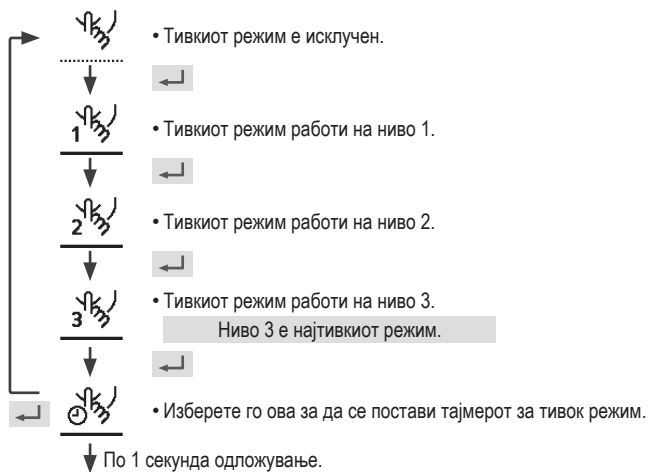 • Тивкиот режим е исклучен.
1
• Тивкиот режим работи на ниво 1.
2
• Тивкиот режим работи на ниво 2.
3
• Тивкиот режим работи на ниво 3.
Ниво 3 е најтивкиот режим.
• Изберете го ова за да се постави тајмерот за тивок режим.
По 1 секунда одложување.